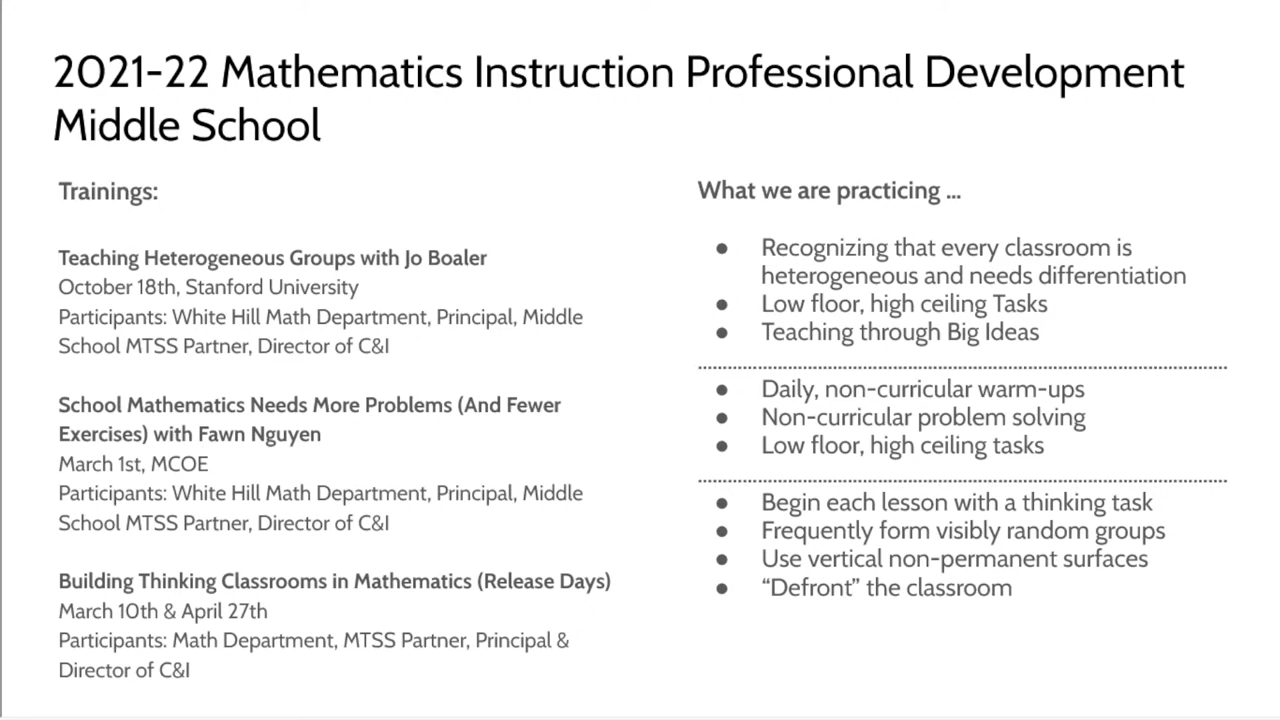 2021-22 Mathematics Instruction Professional Development
Middle School
Trainings:
Teaching Heterogeneous Groups with Jo Boaler
October 18th, Stanford University
Participants: White Hill Math Department, Principal, Middle
School MTSS Partner, Director of C&I
School Mathematics Needs More Problems (And Fewer
Exercises) with Fawn Nguyen
March 1st, MCOE
Participants: White Hill Math Department, Principal, Middle
School MTSS Partner, Director of C&I
Building Thinking Classrooms in Mathematics (Release Days)
March 10th & April 27th
Participants: Math Department, MTSS Partner, Principal &
Director of C&I
What we are practicing ...
● Recognizing that every classroom is
heterogeneous and needs differentiation
● Low floor, high ceiling Tasks
● Teaching through Big Ideas
● Daily, non-curricular warm-ups
● Non-curricular problem solving
● Low floor, high ceiling tasks
● Begin each lesson with a thinking task
● Frequently form visibly random groups
● Use vertical non-permanent surfaces
● “Defront” the classroom